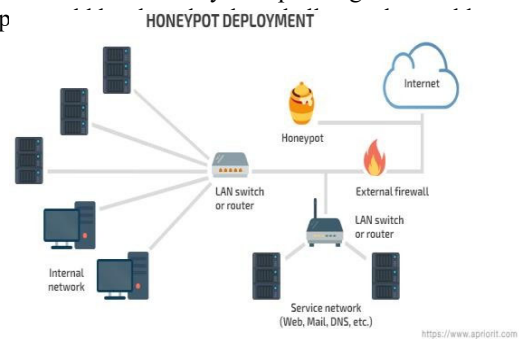 HONEYPOT DEPLOYMENT
Internet
Honeypot
LAN switch
or router
External firewall
LAN switch
or router
Internal
network
Service network
(Web, Mail, DNS, etc.)
https://www.apriorit.com